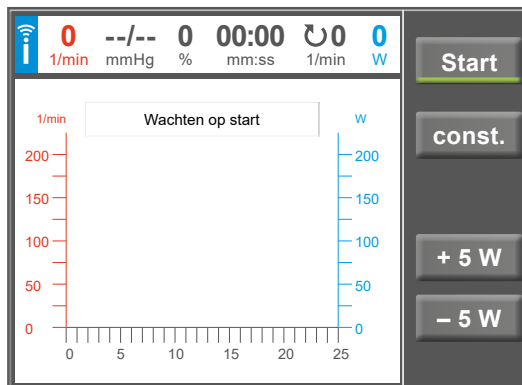 0 --/-- 0 00:00 0 0
1/min mmHg % mm:ss 1/min W
Start
const.
+ 5 W
– 5 W
Wachten op start
1/min W
200 200
150 150
100 100
50 50
0 0
0 5 10 15 20 25